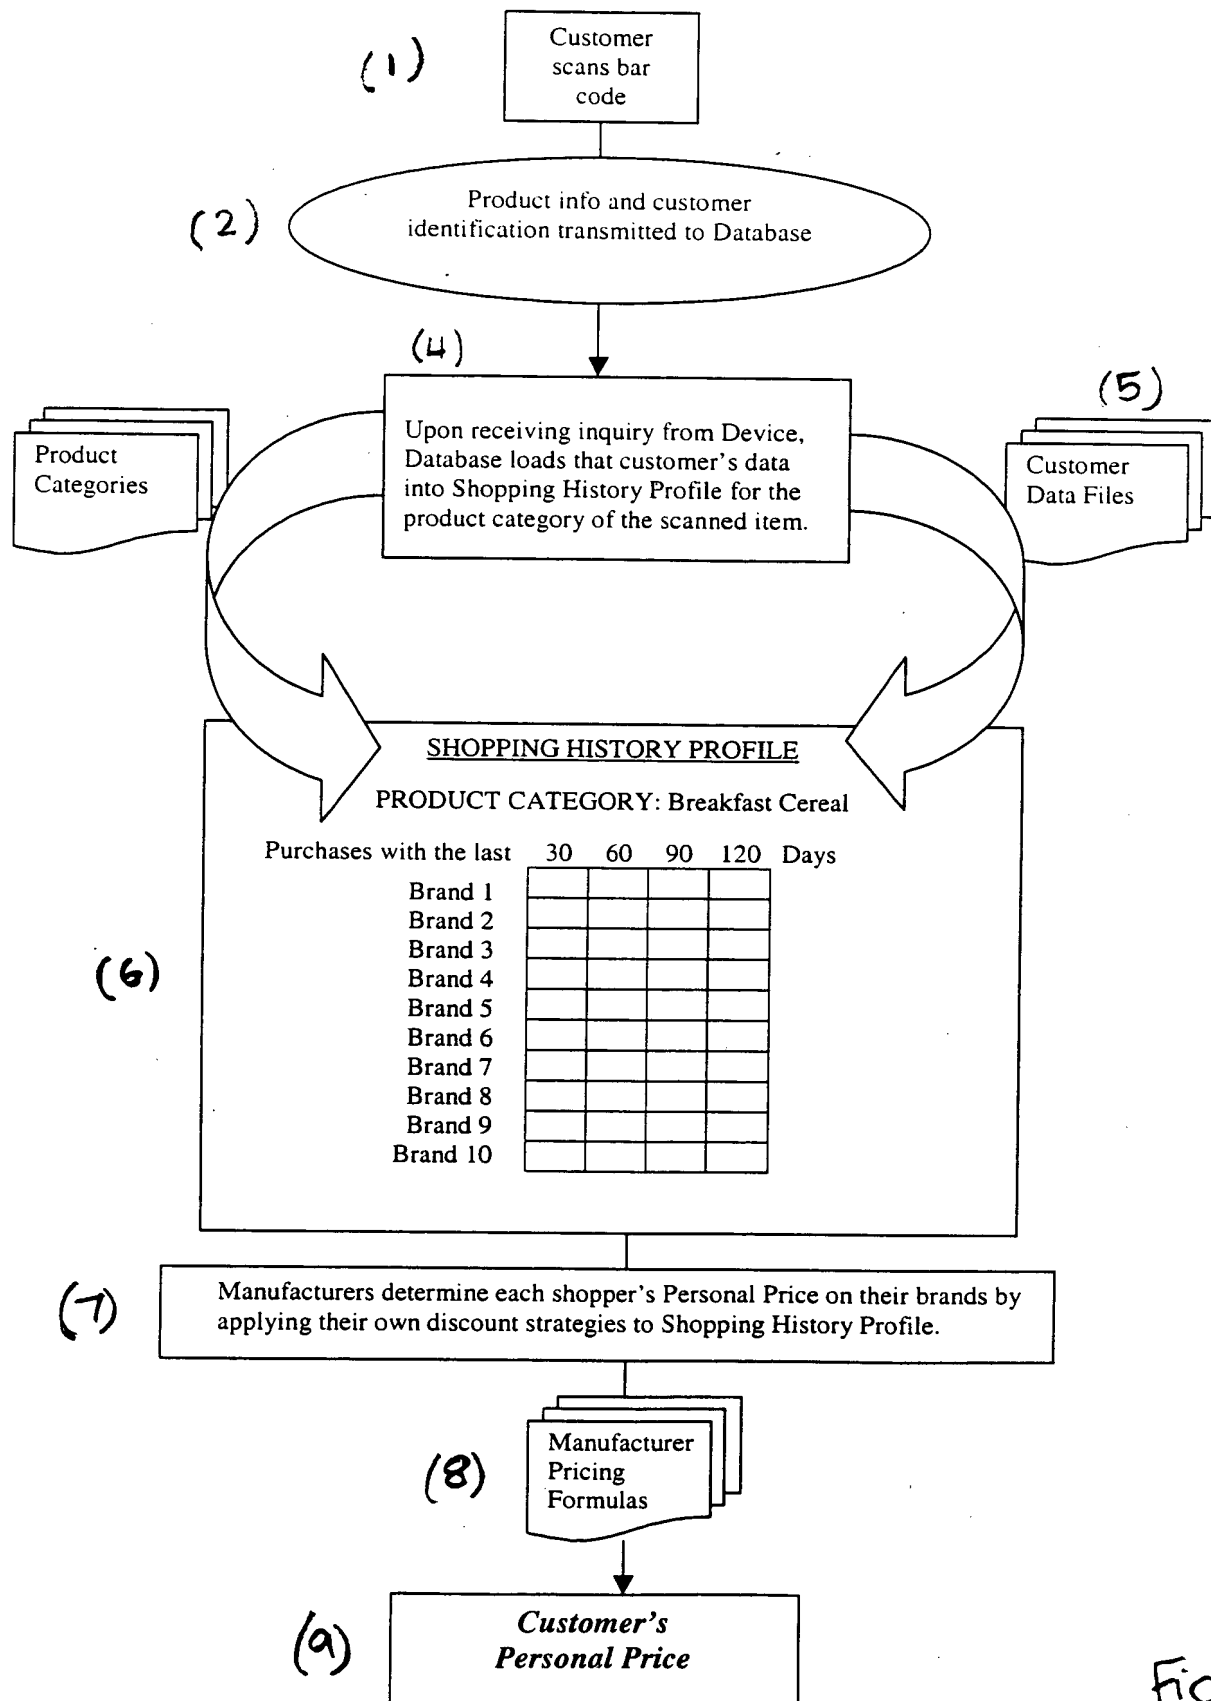 (1)
Customer
scans bar
code
(2)
Product info and customer
identification transmitted to Database
(4)
(5)
Product
Categories
Upon receiving inquiry from Device,
Database loads that customer's data
into Shopping History Profile for the
product category of the scanned item.
Customer
Data Files
SHOPPING HISTORY PROFILE
PRODUCT CATEGORY: Breakfast Cereal
Purchases with the last 30 60 90 120 Days
Brand 1
Brand 2
Brand 3
Brand 4
Brand 5
Brand 6
Brand 7
Brand 8
Brand 9
Brand 10
(6)
(7)
Manufacturers determine each shopper's Personal Price on their brands by
applying their own discount strategies to Shopping History Profile.
(8)
Manufacturer
Pricing
Formulas
(9)
Customer's
Personal Price